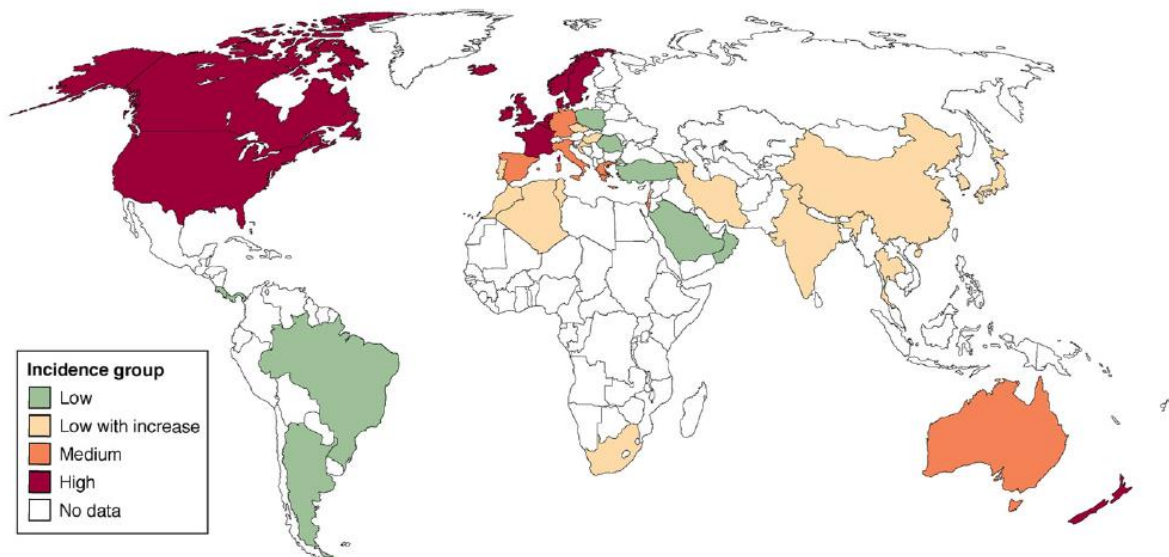 Incidence group
Low
Low with increase
Medium
High
No data